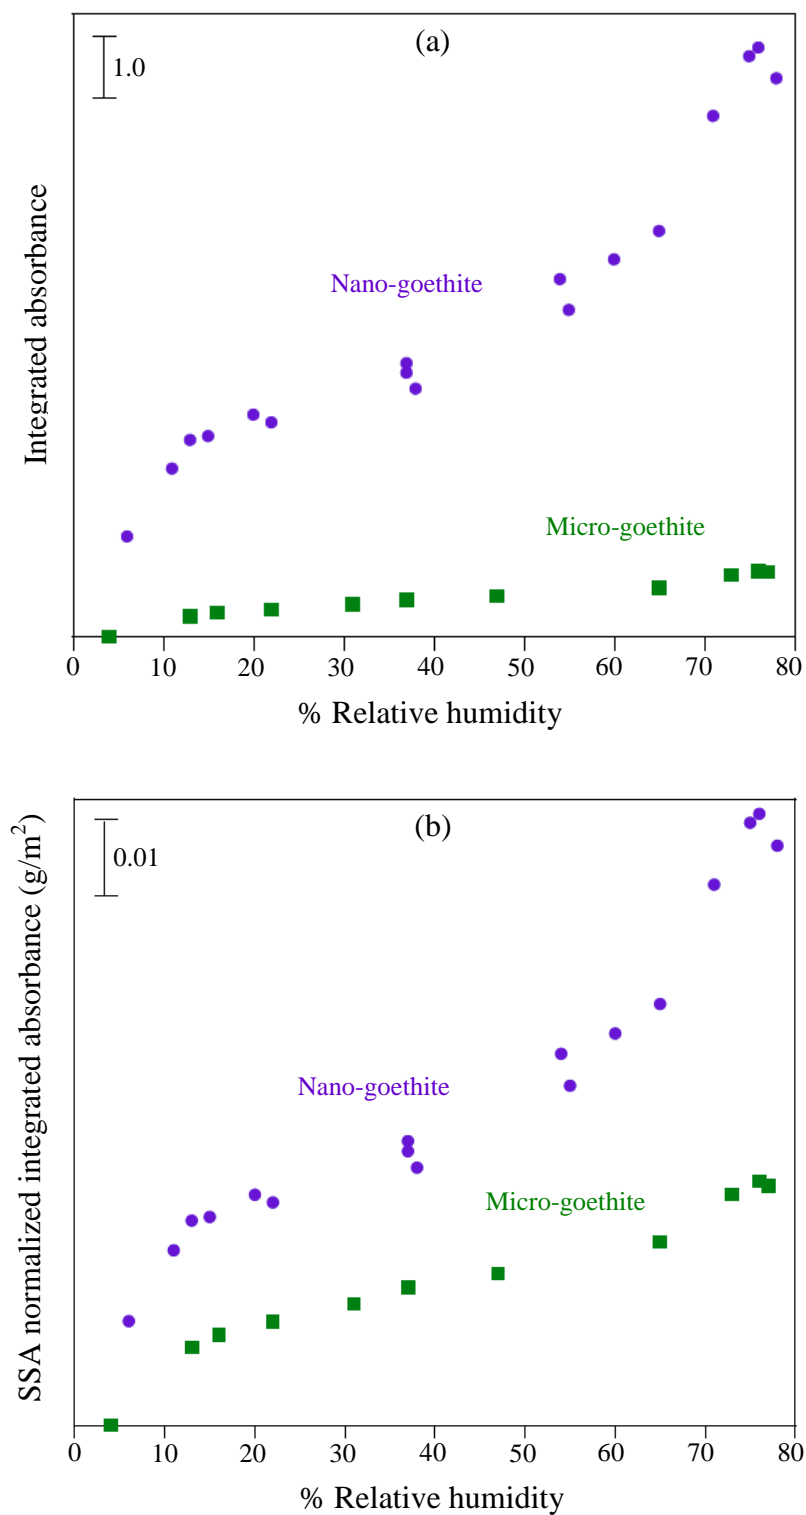 (a)
1.0
Integrated absorbance
Nano-goethite
Micro-goethite
0 10 20 30 40 50 60 70 80
% Relative humidity
(b)
0.01
SSA normalized integrated absorbance (g/m²)
Nano-goethite
Micro-goethite
0 10 20 30 40 50 60 70 80
% Relative humidity